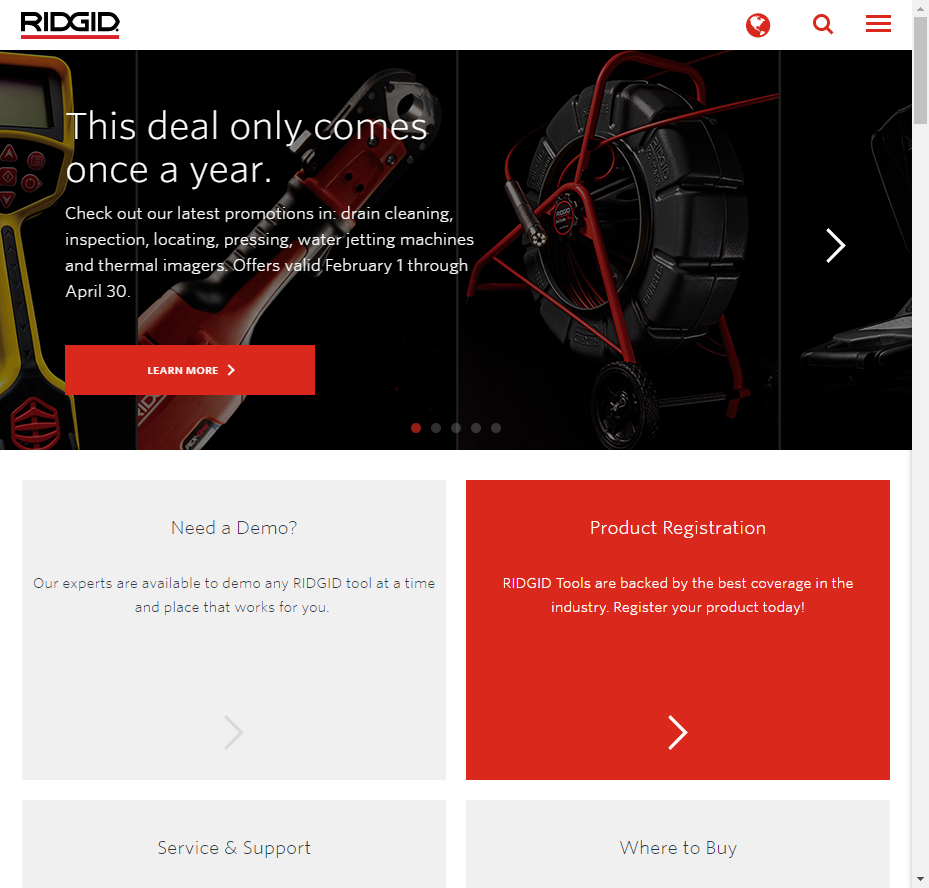 RIDGID
This deal only comes
once a year.
Check out our latest promotions in: drain cleaning,
inspection, locating, pressing, water jetting machines
and thermal imagers. Offers valid February 1 through
April 30.
LEARN MORE
RIDGID
Need a Demo?
Our experts are available to demo any RIDGID tool at a time
and place that works for you.
Product Registration
RIDGID Tools are backed by the best coverage in the
industry. Register your product today!
Service & Support
Where to Buy